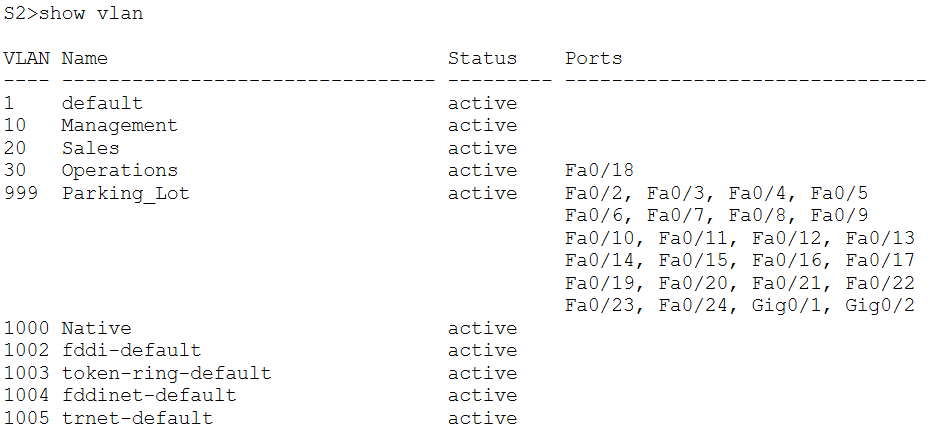 S2>show vlan
VLAN Name                             Status    Ports
---- -------------------------------- --------- -------------------------------
1    default                          active
10   Management                       active
20   Sales                            active
30   Operations                       active    Fa0/18
999  Parking_Lot                      active    Fa0/2, Fa0/3, Fa0/4, Fa0/5
                                                Fa0/6, Fa0/7, Fa0/8, Fa0/9
                                                Fa0/10, Fa0/11, Fa0/12, Fa0/13
                                                Fa0/14, Fa0/15, Fa0/16, Fa0/17
                                                Fa0/19, Fa0/20, Fa0/21, Fa0/22
                                                Fa0/23, Fa0/24, Gig0/1, Gig0/2
1000 Native                           active
1002 fddi-default                     active
1003 token-ring-default               active
1004 fddinet-default                  active
1005 trnet-default                    active